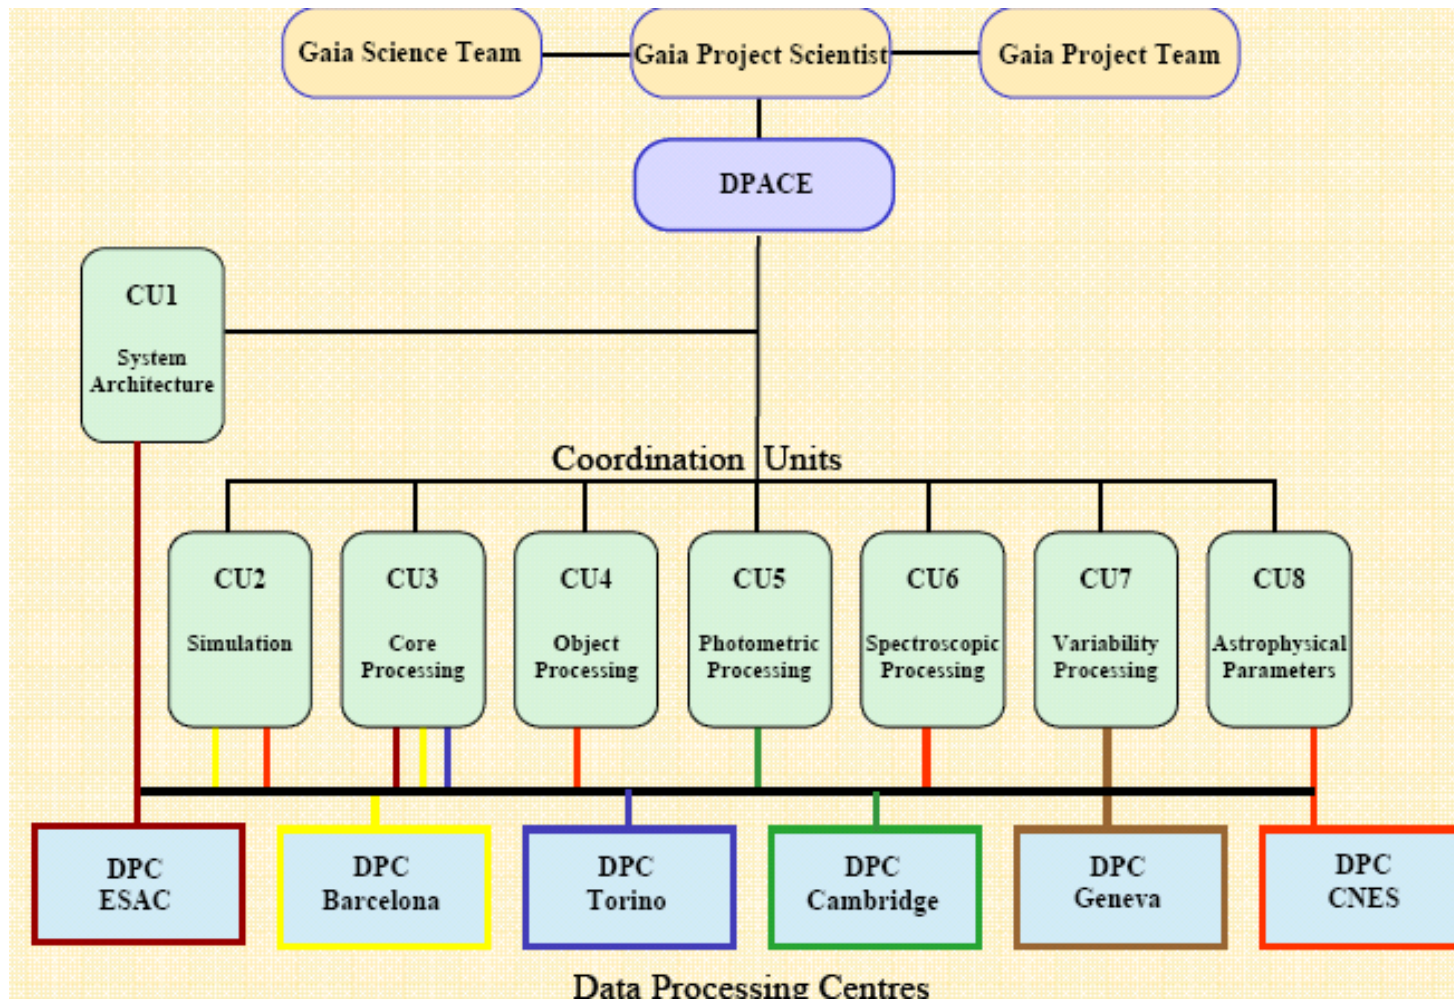 Gaia Science Team
Gaia Project Scientist
Gaia Project Team
DPACE
CU1
System
Architecture
Coordination Units
CU2
Simulation
CU3
Core
Processing
CU4
Object
Processing
CU5
Photometric
Processing
CU6
Spectroscopic
Processing
CU7
Variability
Processing
CU8
Astrophysical
Parameters
DPC
ESAC
DPC
Barcelona
DPC
Torino
DPC
Cambridge
DPC
Geneva
DPC
CNES
Data Processing Centres